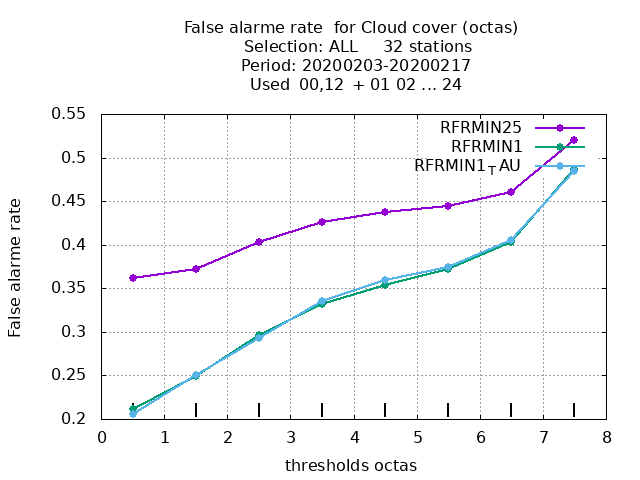 False alarme rate  for Cloud cover (octas)
Selection: ALL     32 stations
Period: 20200203-20200217
Used  00,12  + 01 02 ... 24
RFRMIN25
RFRMIN1
RFRMIN1_TAU
0.55
0.5
0.45
0.4
0.35
0.3
0.25
0.2
False alarme rate
0 1 2 3 4 5 6 7 8
thresholds octas